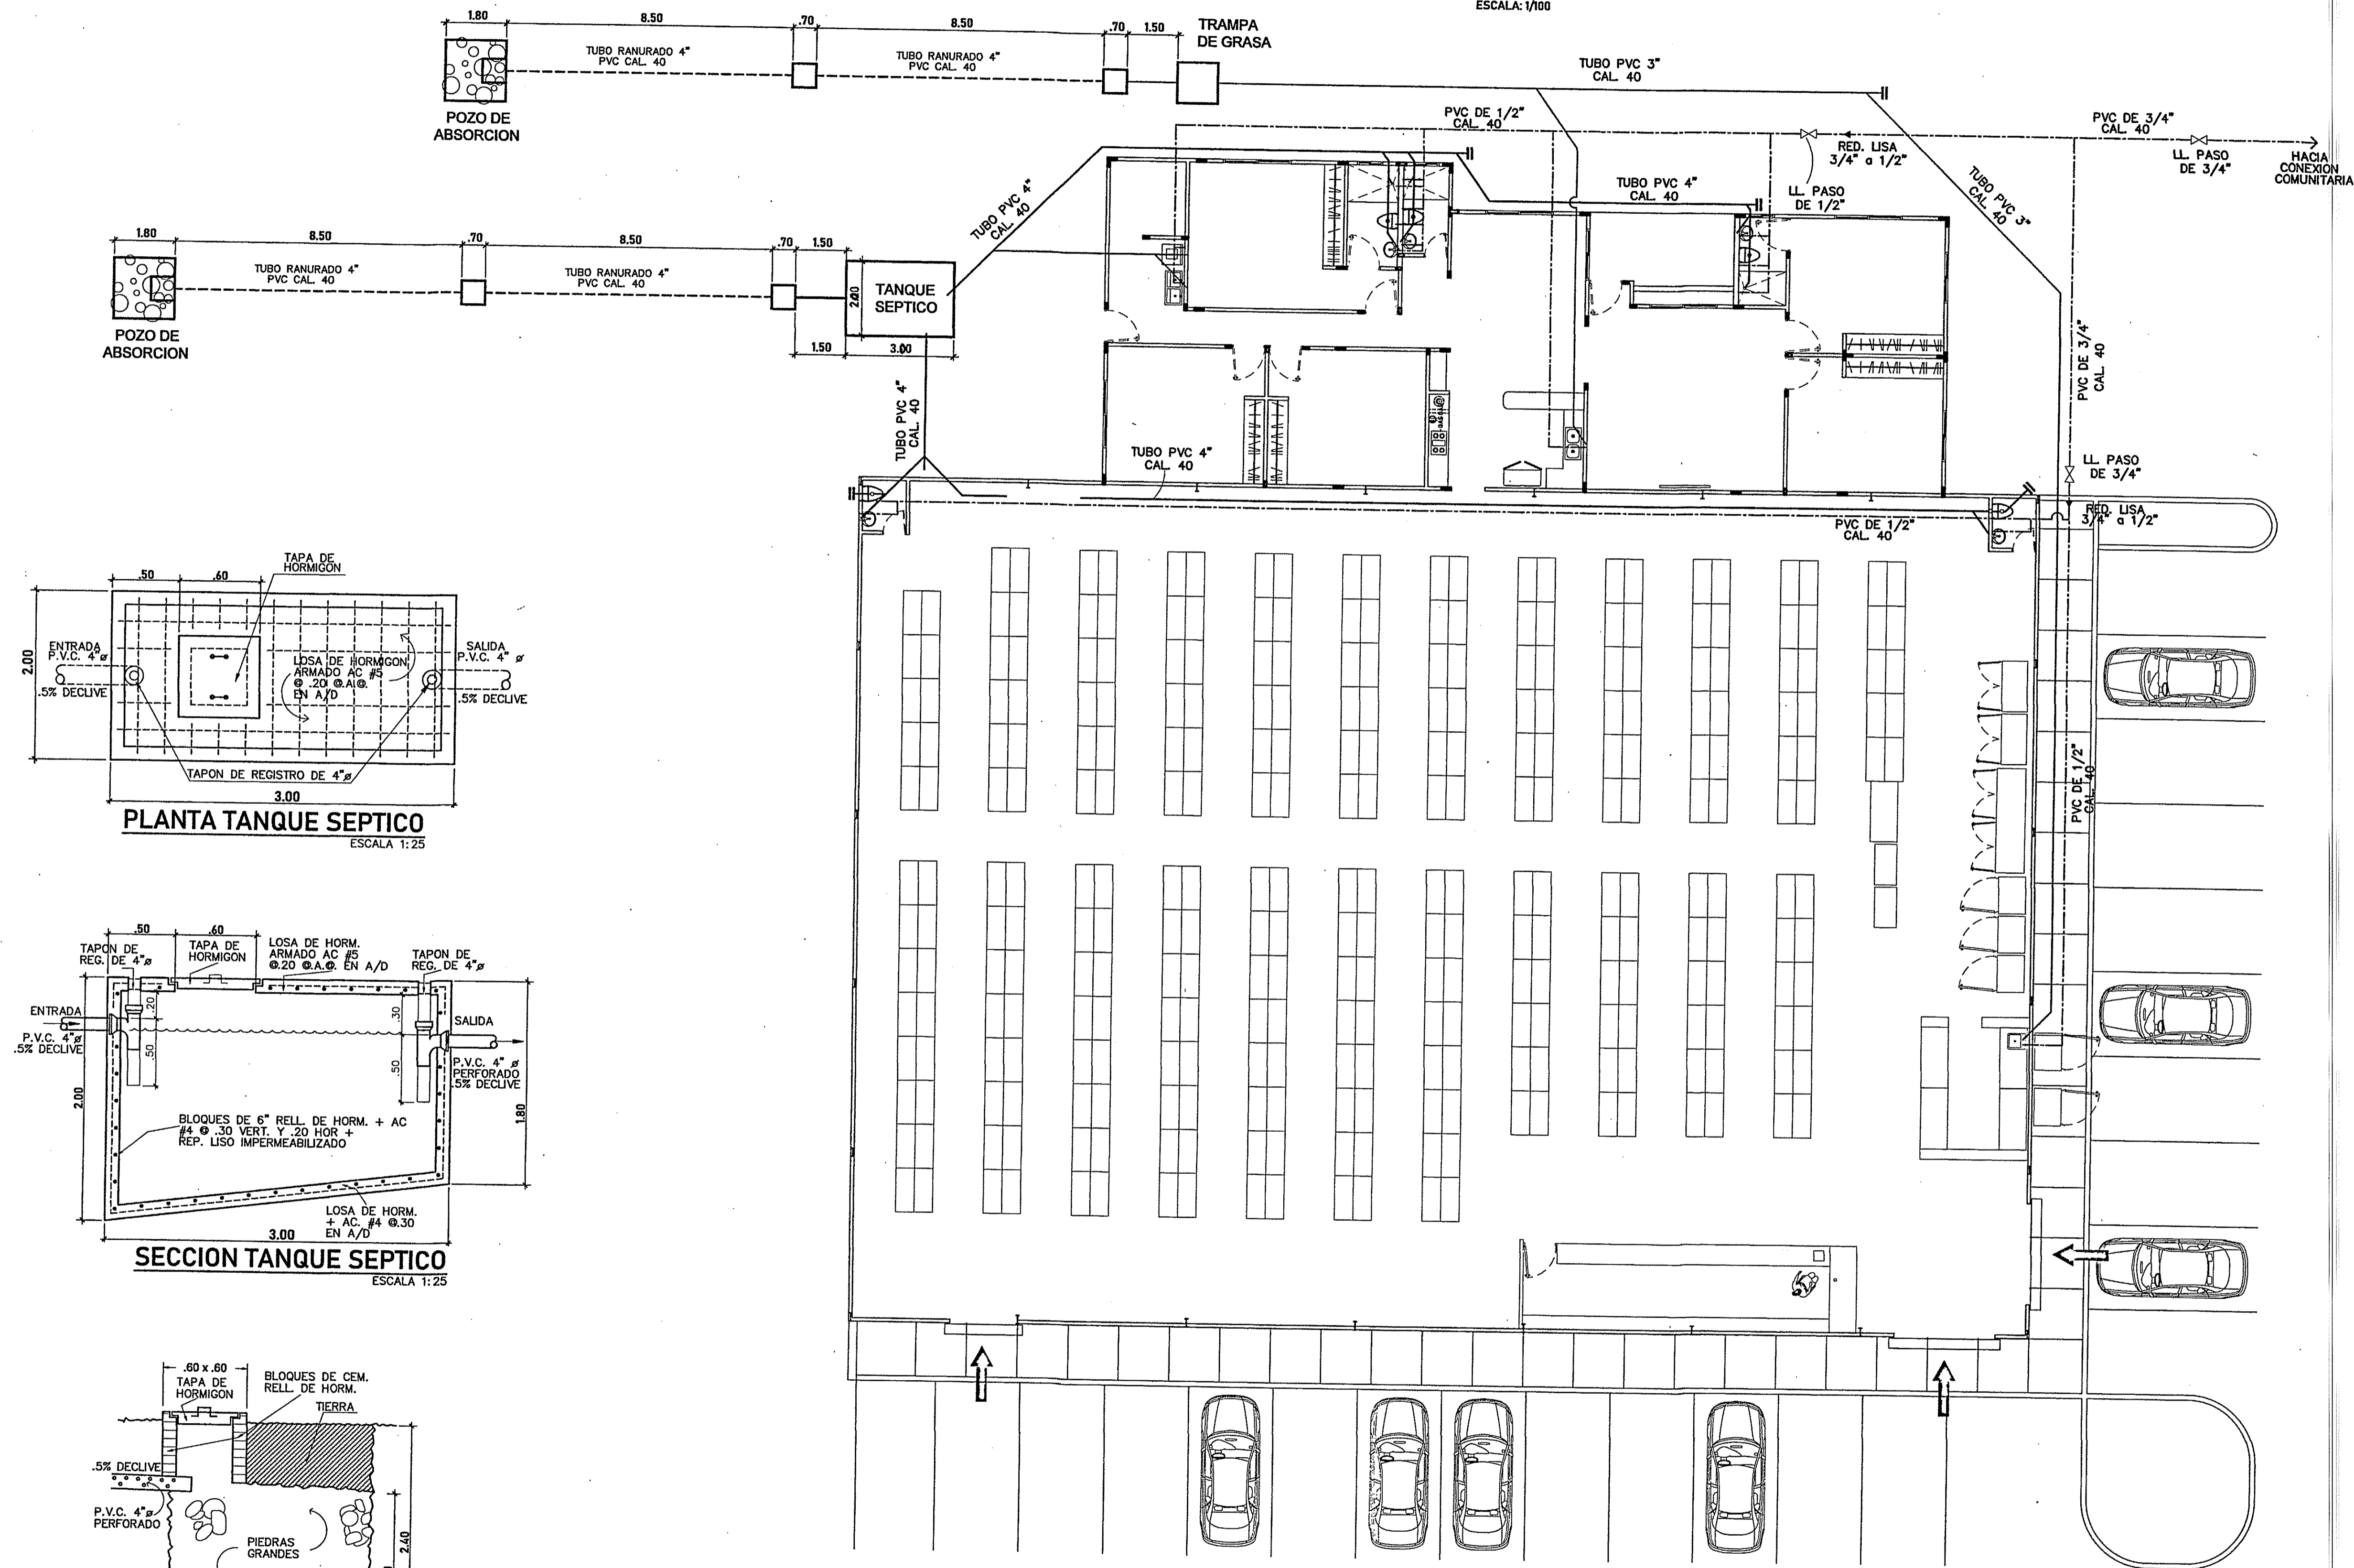 ESCALA: 1/100
1.80
8.50
.70
8.50
.70
1.50
TRAMPA
DE GRASA
TUBO RANURADO 4"
PVC CAL. 40
TUBO RANURADO 4"
PVC CAL. 40
TUBO PVC 3"
CAL. 40
POZO DE
ABSORCION
PVC DE 1/2"
CAL. 40
RED. LISA
3/4" a 1/2"
PVC DE 3/4"
CAL. 40
LL. PASO
DE 3/4"
HACIA
CONEXION
COMUNITARIA
TUBO PVC 4"
CAL. 40
TUBO PVC 4"
CAL. 40
LL. PASO
DE 1/2"
TUBO PVC 3"
CAL. 40
1.80
8.50
.70
8.50
.70
1.50
TUBO RANURADO 4"
PVC CAL. 40
TUBO RANURADO 4"
PVC CAL. 40
2.00
TANQUE
SEPTICO
POZO DE
ABSORCION
1.50
3.00
PVC DE 3/4"
CAL. 40
TUBO PVC 4"
CAL. 40
TUBO PVC 4"
CAL. 40
LL. PASO
DE 3/4"
PVC DE 1/2"
CAL. 40
RED. LISA
3/4" a 1/2"
PVC DE 1/2"
CAL. 40
TAPA DE
HORMIGON
.50
.60
2.00
ENTRADA
P.V.C. 4"ø
.5% DECLIVE
LOSA DE HORMIGON
ARMADO AC #5
@ .20 @.A.@.
EN A/D
SALIDA
P.V.C. 4" ø
.5% DECLIVE
TAPON DE REGISTRO DE 4"ø
3.00
PLANTA TANQUE SEPTICO
ESCALA 1:25
.50
.60
TAPON DE
REG. DE 4"ø
TAPA DE
HORMIGON
LOSA DE HORM.
ARMADO AC #5
@.20 @.A.@. EN A/D
TAPON DE
REG. DE 4"ø
ENTRADA
P.V.C. 4"ø
.5% DECLIVE
.20
.50
.30
.50
SALIDA
P.V.C. 4" ø
PERFORADO
.5% DECLIVE
2.00
1.80
BLOQUES DE 6" RELL. DE HORM. + AC
#4 @ .30 VERT. Y .20 HOR +
REP. LISO IMPERMEABILIZADO
LOSA DE HORM.
+ AC. #4 @.30
EN A/D
3.00
SECCION TANQUE SEPTICO
ESCALA 1:25
.60 x .60
TAPA DE
HORMIGON
BLOQUES DE CEM.
RELL. DE HORM.
TIERRA
.5% DECLIVE
P.V.C. 4"ø
PERFORADO
PIEDRAS
GRANDES
2.40